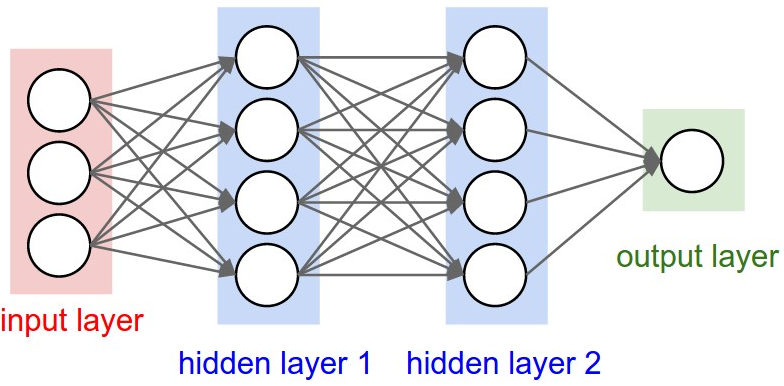 input layer
hidden layer 1
hidden layer 2
output layer